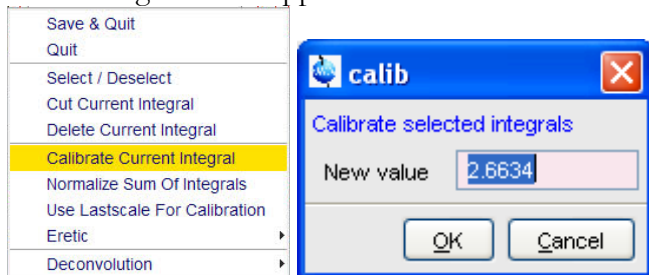 Save & Quit
Quit
Select / Deselect
Cut Current Integral
Delete Current Integral
Calibrate Current Integral
Normalize Sum Of Integrals
Use Lastscale For Calibration
Eretic
Deconvolution
calib
Calibrate selected integrals
New value 2.6634
OK Cancel